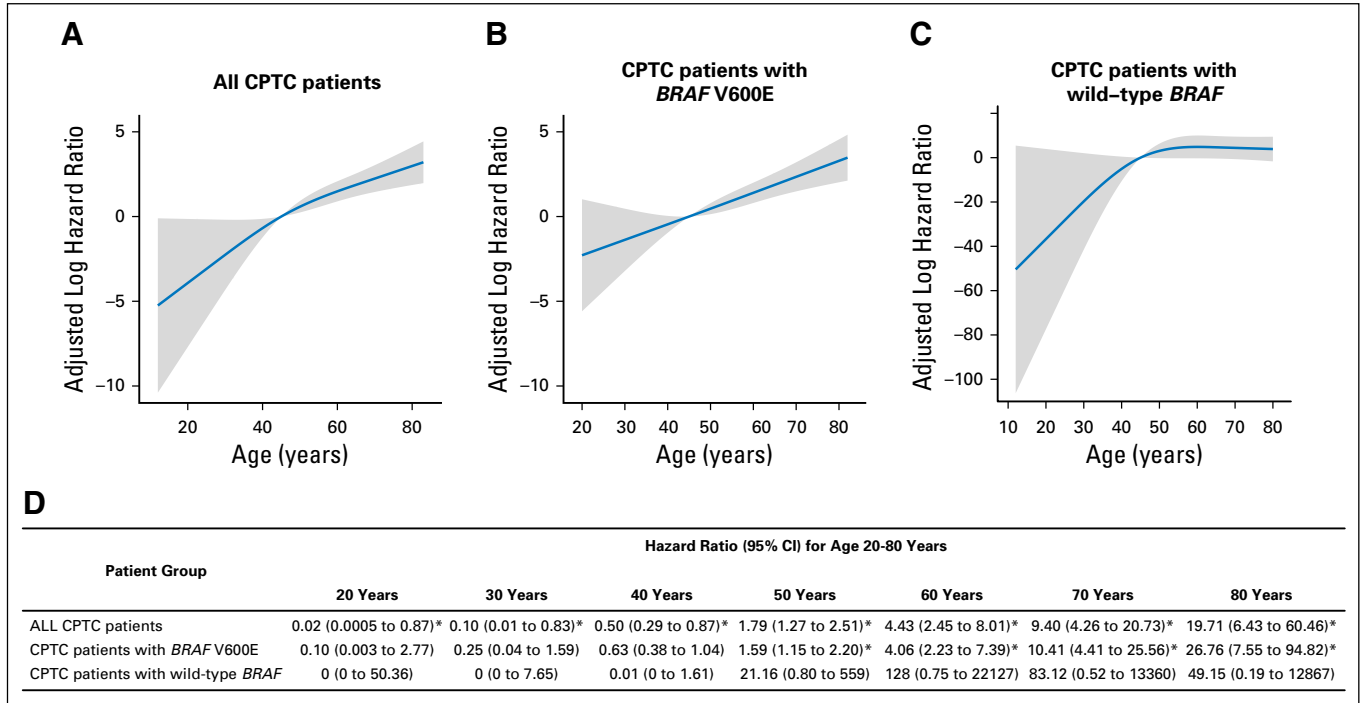 A
All CPTC patients
Adjusted Log Hazard Ratio
5
0
−5
−10
20 40 60 80
Age (years)
B
CPTC patients with
BRAF V600E
Adjusted Log Hazard Ratio
5
0
−5
−10
20 30 40 50 60 70 80
Age (years)
C
CPTC patients with
wild−type BRAF
Adjusted Log Hazard Ratio
0
−20
−40
−60
−80
−100
10 20 30 40 50 60 70 80
Age (years)
D
Hazard Ratio (95% CI) for Age 20-80 Years
Patient Group
20 Years 30 Years 40 Years 50 Years 60 Years 70 Years 80 Years
ALL CPTC patients 0.02 (0.0005 to 0.87)* 0.10 (0.01 to 0.83)* 0.50 (0.29 to 0.87)* 1.79 (1.27 to 2.51)* 4.43 (2.45 to 8.01)* 9.40 (4.26 to 20.73)* 19.71 (6.43 to 60.46)*
CPTC patients with BRAF V600E 0.10 (0.003 to 2.77) 0.25 (0.04 to 1.59) 0.63 (0.38 to 1.04) 1.59 (1.15 to 2.20)* 4.06 (2.23 to 7.39)* 10.41 (4.41 to 25.56)* 26.76 (7.55 to 94.82)*
CPTC patients with wild-type BRAF 0 (0 to 50.36) 0 (0 to 7.65) 0.01 (0 to 1.61) 21.16 (0.80 to 559) 128 (0.75 to 22127) 83.12 (0.52 to 13360) 49.15 (0.19 to 12867)